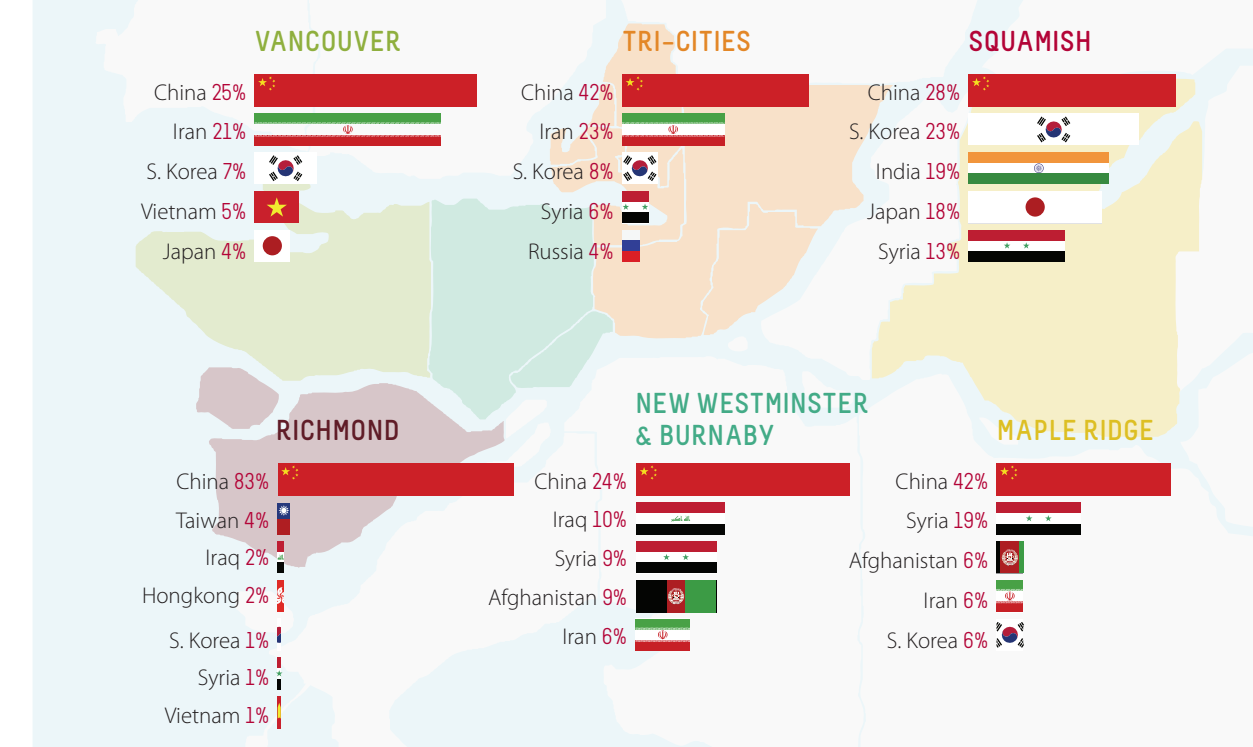 VANCOUVER
China 25%
Iran 21%
S. Korea 7%
Vietnam 5%
Japan 4%
TRI-CITIES
China 42%
Iran 23%
S. Korea 8%
Syria 6%
Russia 4%
SQUAMISH
China 28%
S. Korea 23%
India 19%
Japan 18%
Syria 13%
RICHMOND
China 83%
Taiwan 4%
Iraq 2%
Hongkong 2%
S. Korea 1%
Syria 1%
Vietnam 1%
NEW WESTMINSTER
& BURNABY
China 24%
Iraq 10%
Syria 9%
Afghanistan 9%
Iran 6%
MAPLE RIDGE
China 42%
Syria 19%
Afghanistan 6%
Iran 6%
S. Korea 6%